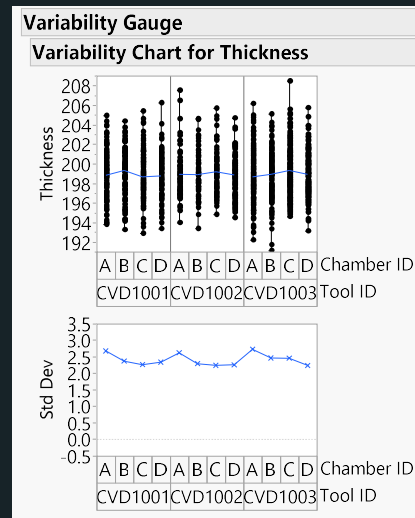 Variability Gauge
Variability Chart for Thickness
Thickness
208
206
204
202
200
198
196
194
192
A B C D A B C D A B C D Chamber ID
CVD1001 CVD1002 CVD1003 Tool ID
Std Dev
3.5
3.0
2.5
2.0
1.5
1.0
0.5
0.0
-0.5
A B C D A B C D A B C D Chamber ID
CVD1001 CVD1002 CVD1003 Tool ID